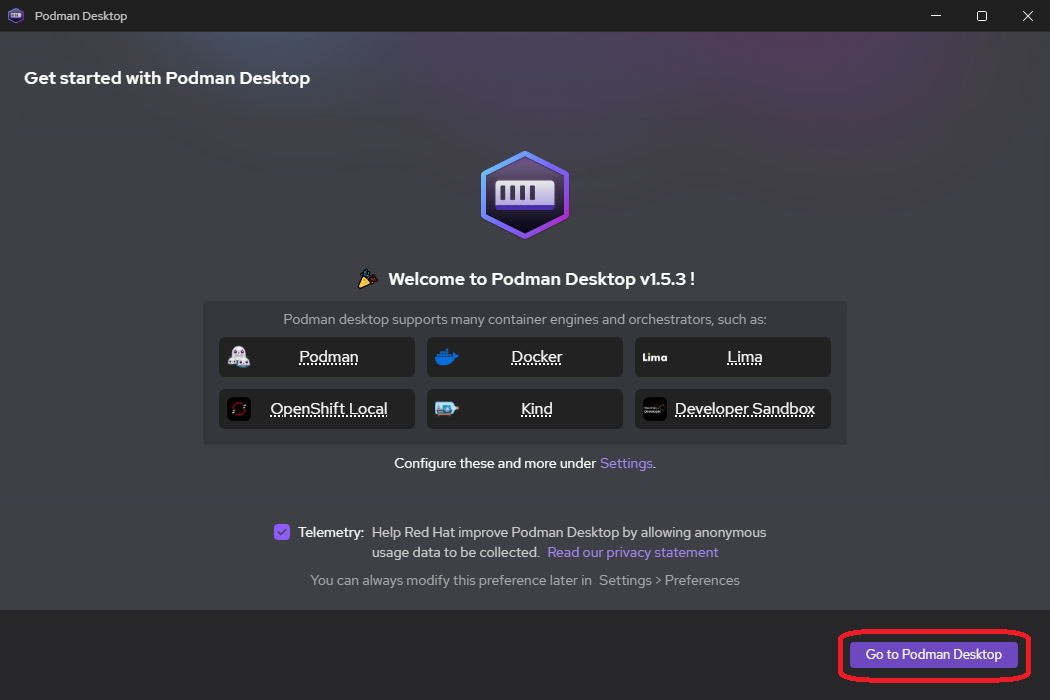 Podman Desktop
Get started with Podman Desktop
Welcome to Podman Desktop v1.5.3 !
Podman desktop supports many container engines and orchestrators, such as:
Podman
Docker
Lima
Lima
OpenShift Local
Kind
Developer Sandbox
Configure these and more under Settings.
Telemetry: Help Red Hat improve Podman Desktop by allowing anonymous
usage data to be collected. Read our privacy statement
You can always modify this preference later in Settings > Preferences
Go to Podman Desktop